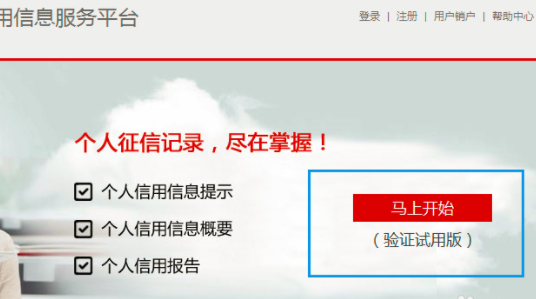 用信息服务平台
登录 | 注册 | 用户销户 | 帮助中心
个人征信记录，尽在掌握！
个人信用信息提示
个人信用信息概要
个人信用报告
马上开始
（验证试用版）